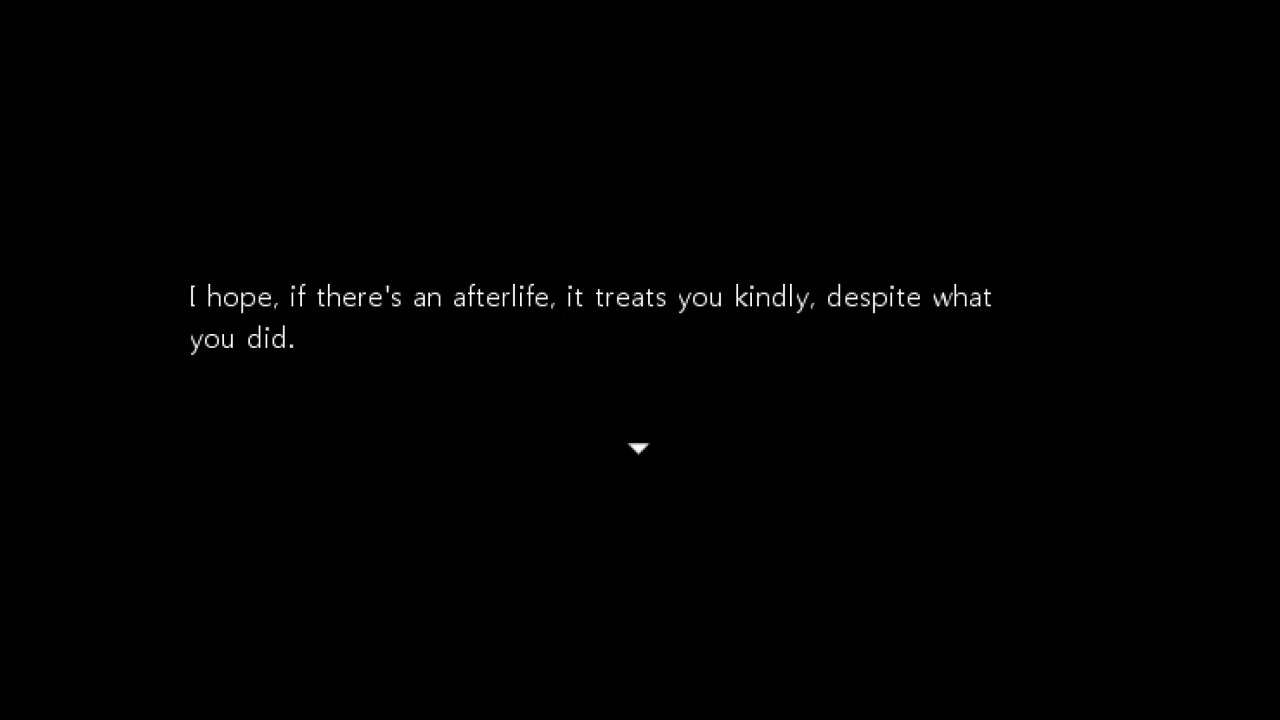 I hope, if there's an afterlife, it treats you kindly, despite what
you did.